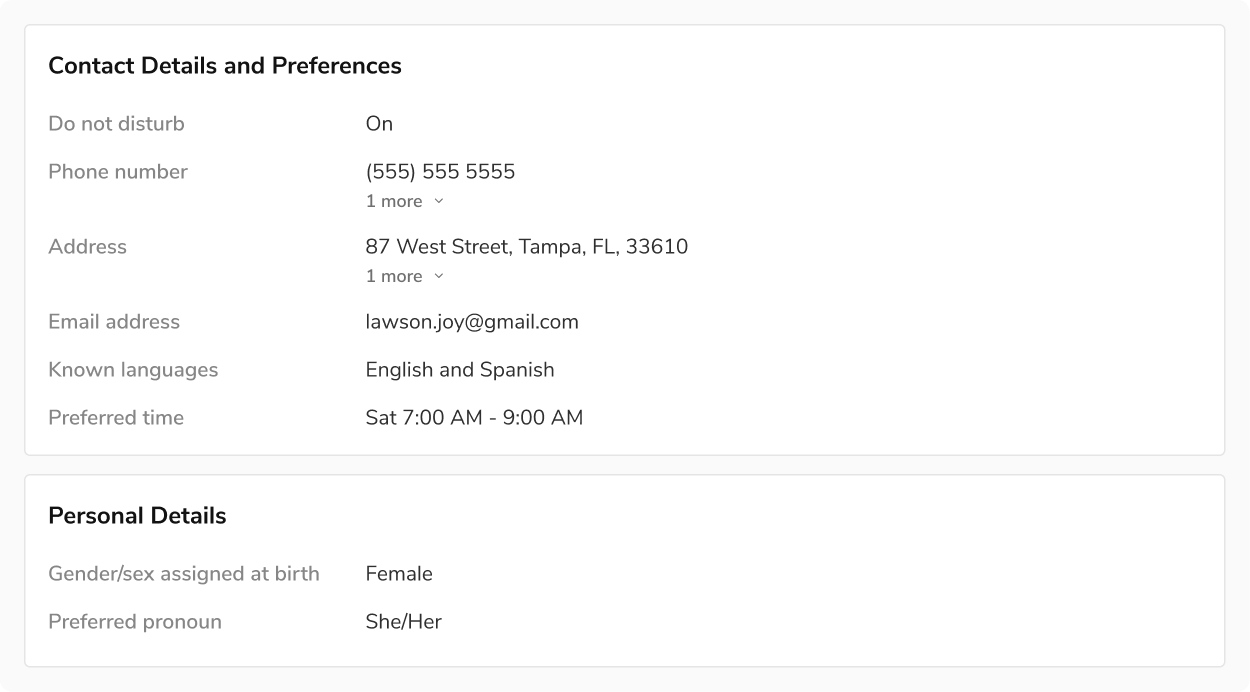 Contact Details and Preferences
Do not disturb On
Phone number (555) 555 5555
1 more
Address 87 West Street, Tampa, FL, 33610
1 more
Email address lawson.joy@gmail.com
Known languages English and Spanish
Preferred time Sat 7:00 AM - 9:00 AM
Personal Details
Gender/sex assigned at birth Female
Preferred pronoun She/Her